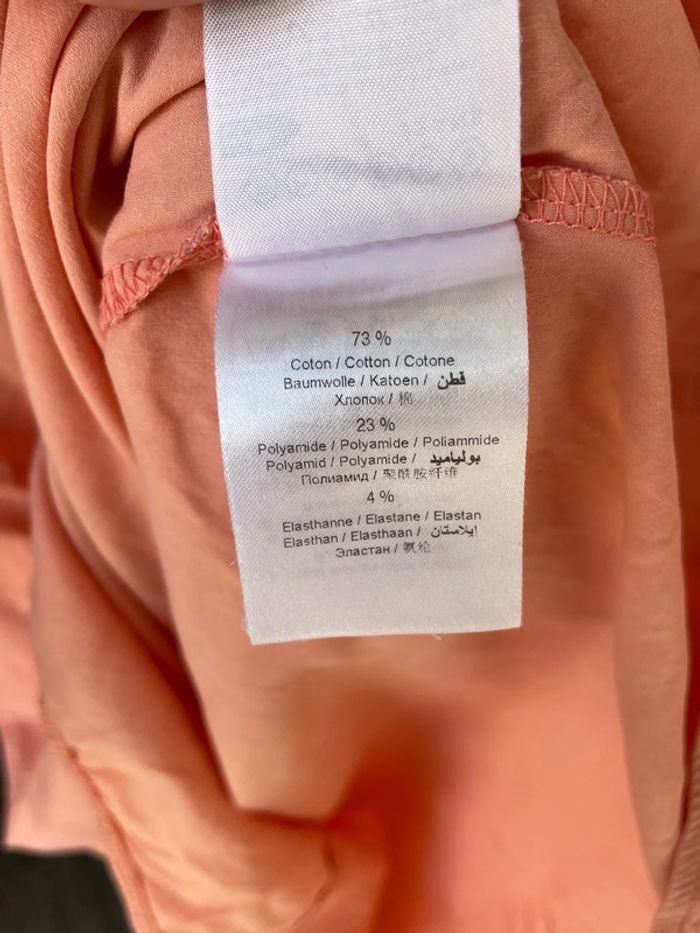 73 %
Coton / Cotton / Cotone
Baumwolle / Katoen / قطن
Хлопок / 棉
23 %
Polyamide / Polyamide / Poliammide
Polyamid / Polyamide / بولياميد
Полиамид / 聚酰胺纤维
4 %
Elasthanne / Elastane / Elastan
Elasthan / Elasthaan / إيلاستان
Эластан / 氨纶